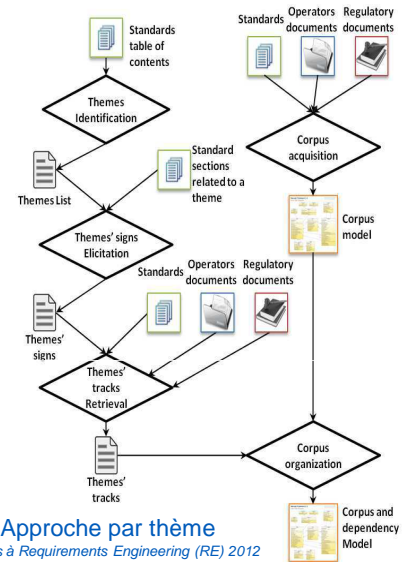 Standards
table of
contents
Themes
Identification
Themes List
Standard
sections
related to a
theme
Themes' signs
Elicitation
Themes'
signs
Standards
Operators
documents
Regulatory
documents
Themes'
tracks
Retrieval
Themes'
tracks
Standards
Operators
documents
Regulatory
documents
Corpus
acquisition
Corpus
model
Corpus
organization
Corpus and
dependency
Model
Approche par thème
s à Requirements Engineering (RE) 2012